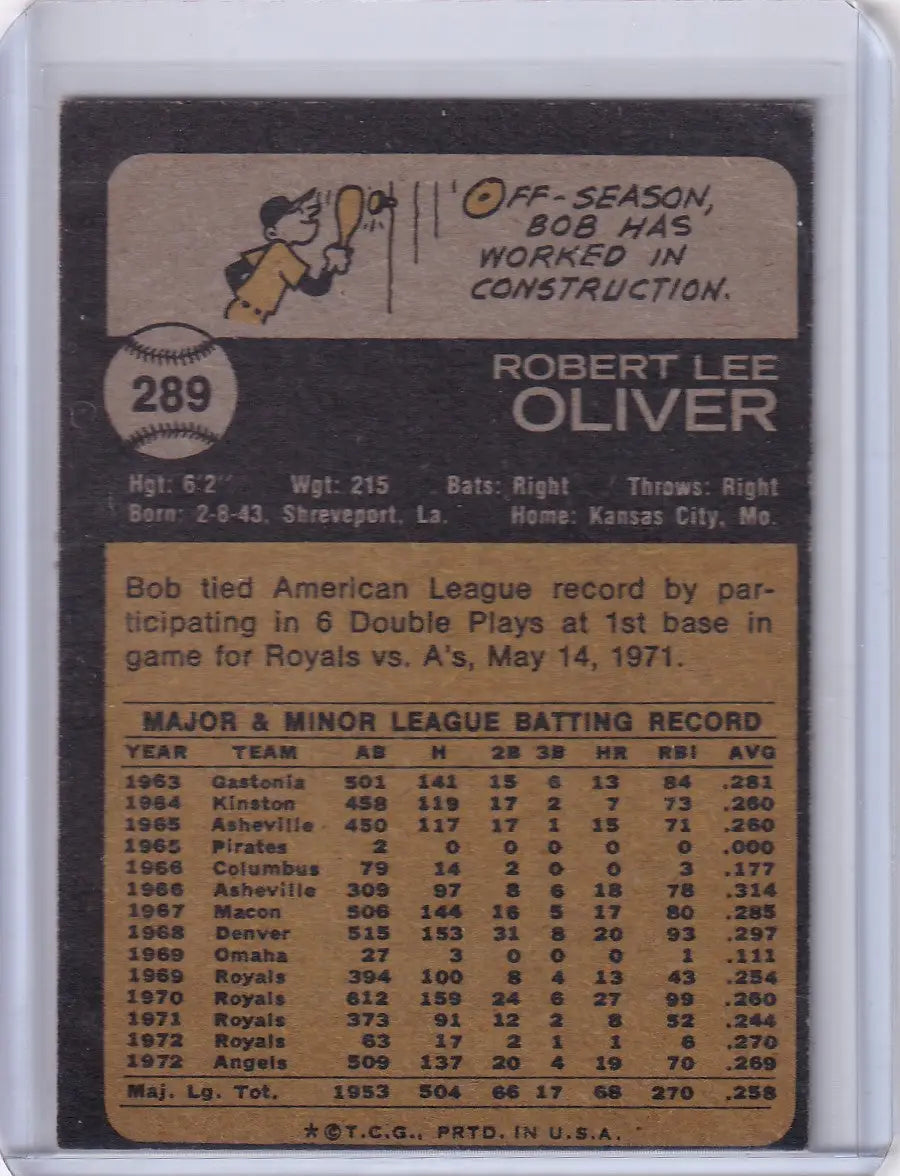 OFF-SEASON,
BOB HAS
WORKED IN
CONSTRUCTION.
289
ROBERT LEE
OLIVER
Hgt: 6'2" Wgt: 215 Bats: Right Throws: Right
Born: 2-8-43, Shreveport, La. Home: Kansas City, Mo.
Bob tied American League record by par-
ticipating in 6 Double Plays at 1st base in
game for Royals vs. A's, May 14, 1971.
MAJOR & MINOR LEAGUE BATTING RECORD
YEAR TEAM AB H 2B 3B HR RBI AVG
1963 Gastonia 501 141 15 6 13 84 .281
1964 Kinston 458 119 17 2 7 73 .260
1965 Asheville 450 117 17 1 15 71 .260
1965 Pirates 2 0 0 0 0 0 .000
1966 Columbus 79 14 2 0 0 3 .177
1966 Asheville 309 97 8 6 18 78 .314
1967 Macon 506 144 16 5 17 80 .285
1968 Denver 515 153 31 8 20 93 .297
1969 Omaha 27 3 0 0 0 1 .111
1969 Royals 394 100 8 4 13 43 .254
1970 Royals 612 159 24 6 27 99 .260
1971 Royals 373 91 12 2 8 52 .244
1972 Royals 63 17 2 1 1 6 .270
1972 Angels 509 137 20 4 19 70 .269
Maj. Lg. Tot. 1953 504 66 17 68 270 .258
*©T.C.G., PRTD. IN U.S.A.